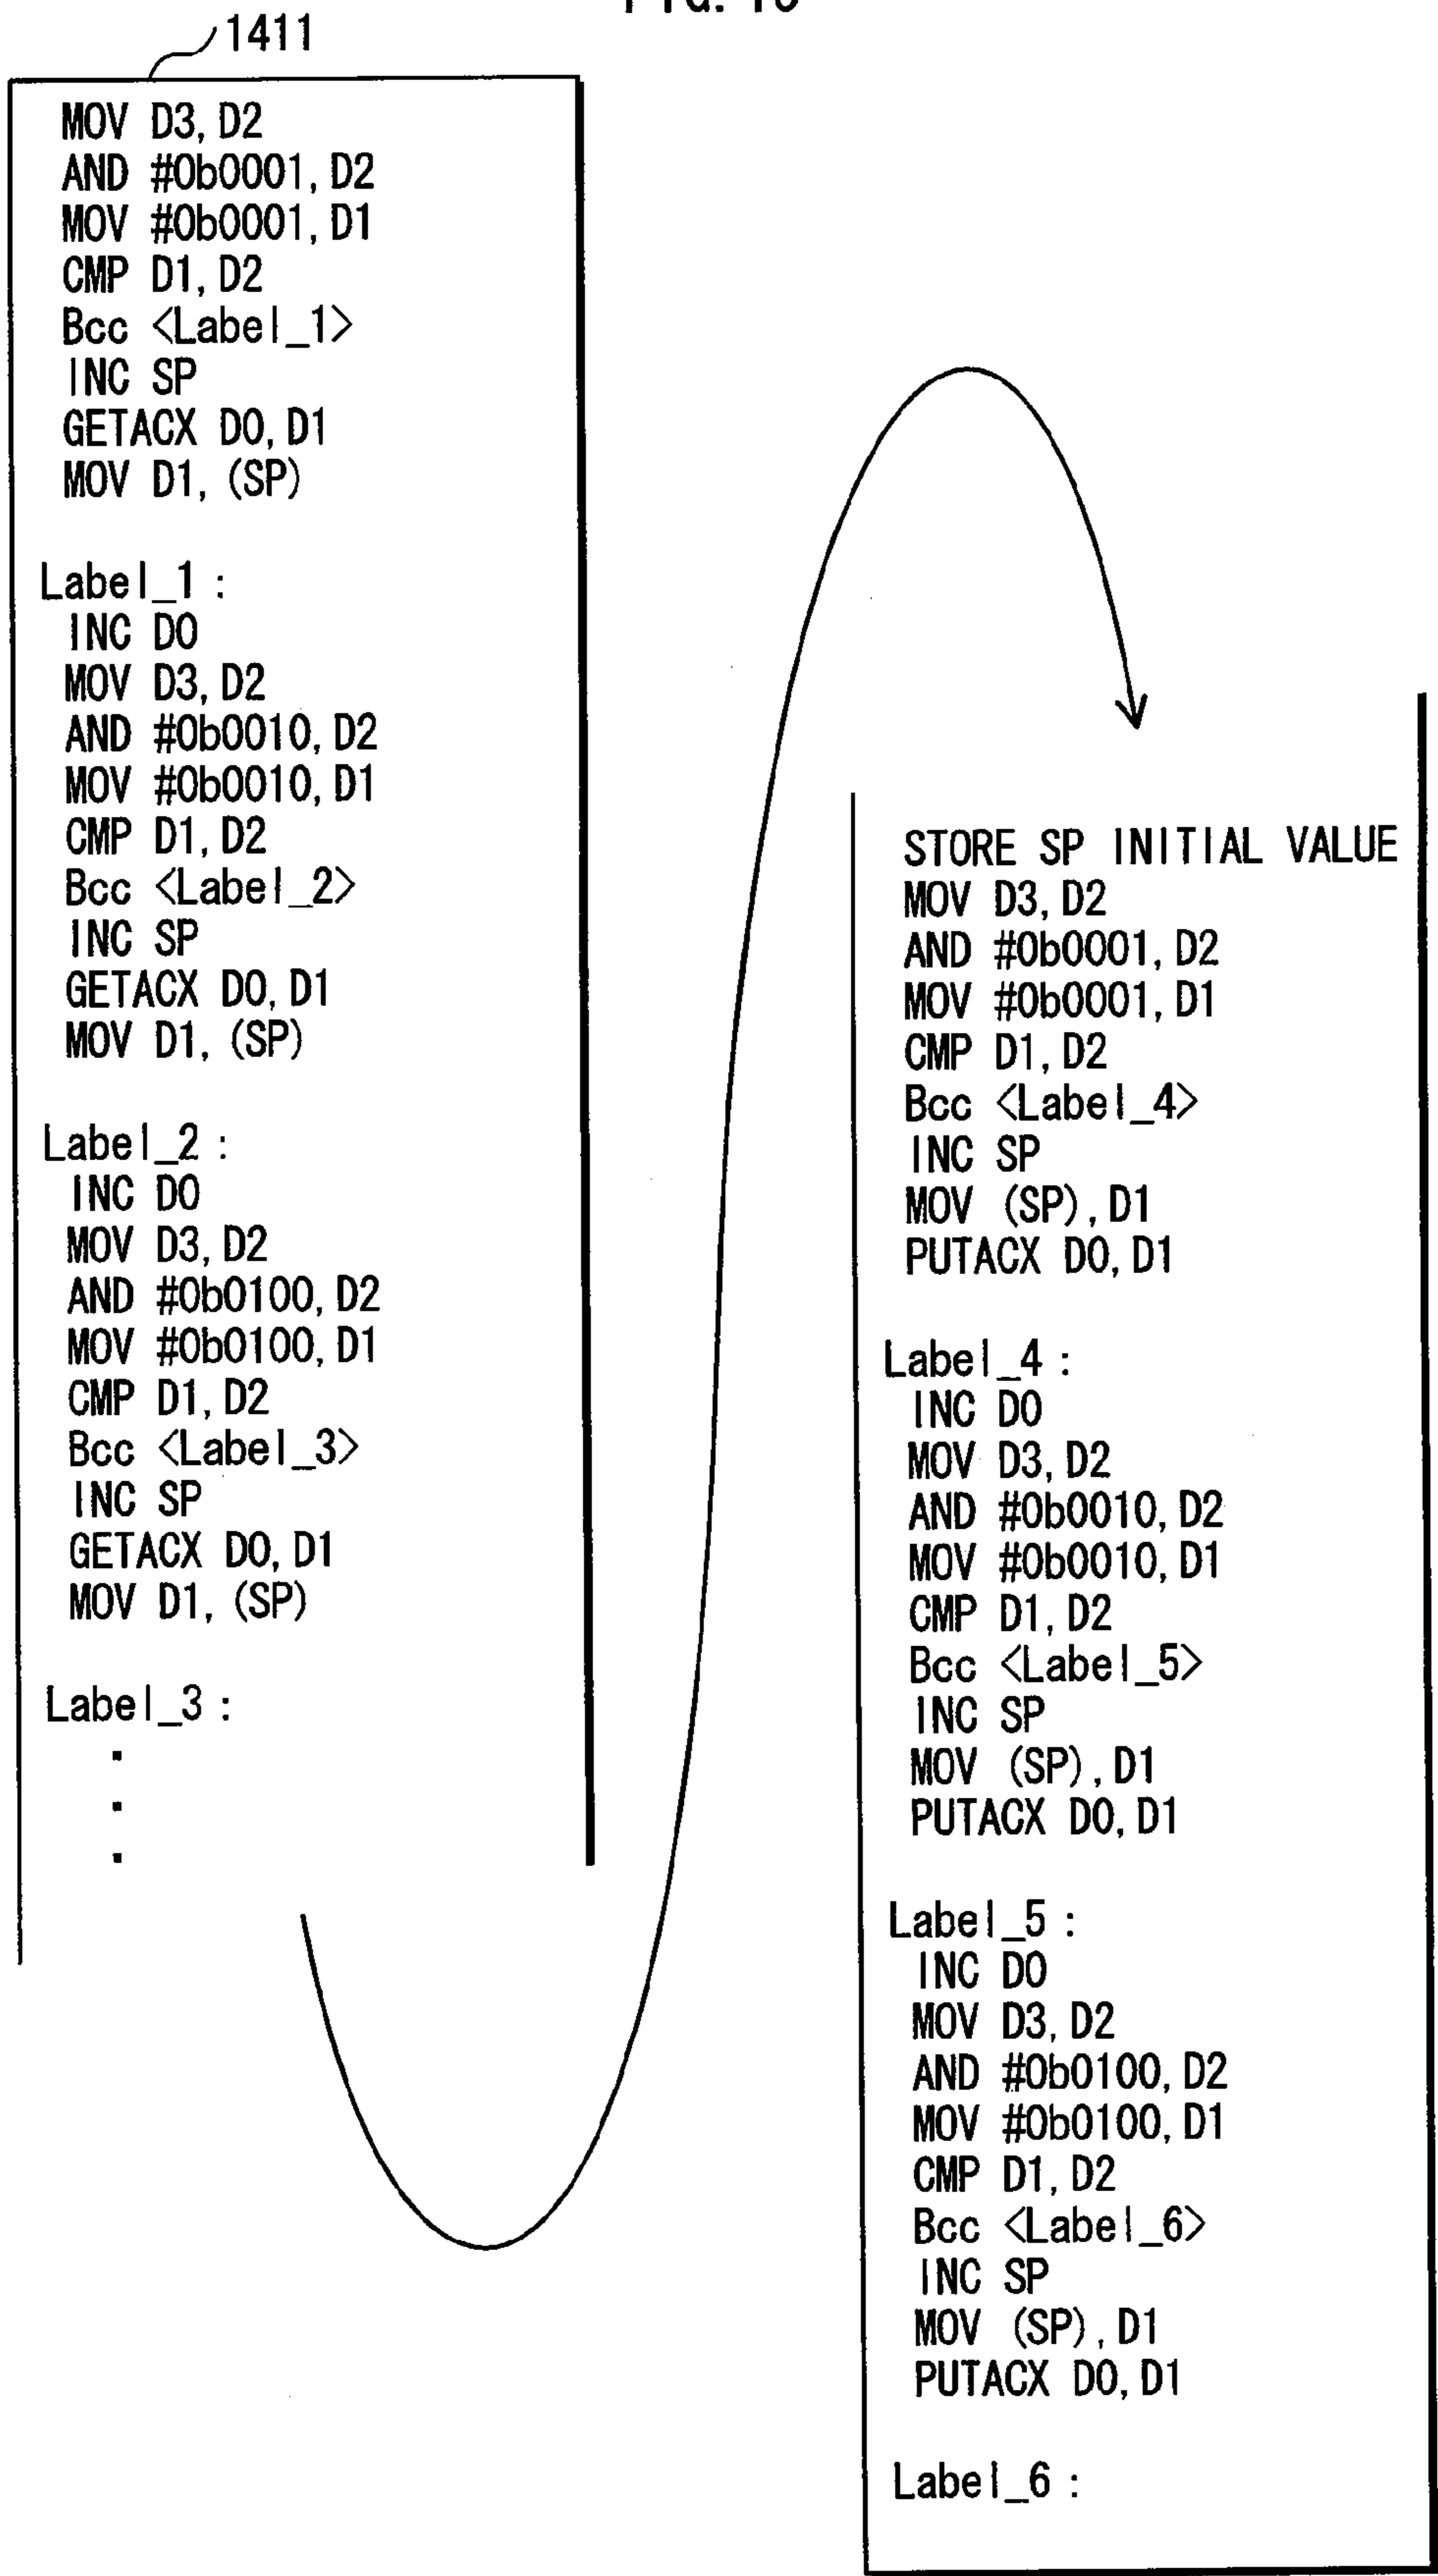 FIG.
1411
MOV D3, D2
AND #0b0001, D2
MOV #0b0001, D1
CMP D1, D2
Bcc <Label_1>
INC SP
GETACX D0, D1
MOV D1, (SP)
Label_1 :
INC D0
MOV D3, D2
AND #0b0010, D2
MOV #0b0010, D1
CMP D1, D2
Bcc <Label_2>
INC SP
GETACX D0, D1
MOV D1, (SP)
Label_2 :
INC D0
MOV D3, D2
AND #0b0100, D2
MOV #0b0100, D1
CMP D1, D2
Bcc <Label_3>
INC SP
GETACX D0, D1
MOV D1, (SP)
Label_3 :
.
.
.
STORE SP INITIAL VALUE
MOV D3, D2
AND #0b0001, D2
MOV #0b0001, D1
CMP D1, D2
Bcc <Label_4>
INC SP
MOV (SP), D1
PUTACX D0, D1
Label_4 :
INC D0
MOV D3, D2
AND #0b0010, D2
MOV #0b0010, D1
CMP D1, D2
Bcc <Label_5>
INC SP
MOV (SP), D1
PUTACX D0, D1
Label_5 :
INC D0
MOV D3, D2
AND #0b0100, D2
MOV #0b0100, D1
CMP D1, D2
Bcc <Label_6>
INC SP
MOV (SP), D1
PUTACX D0, D1
Label_6 :